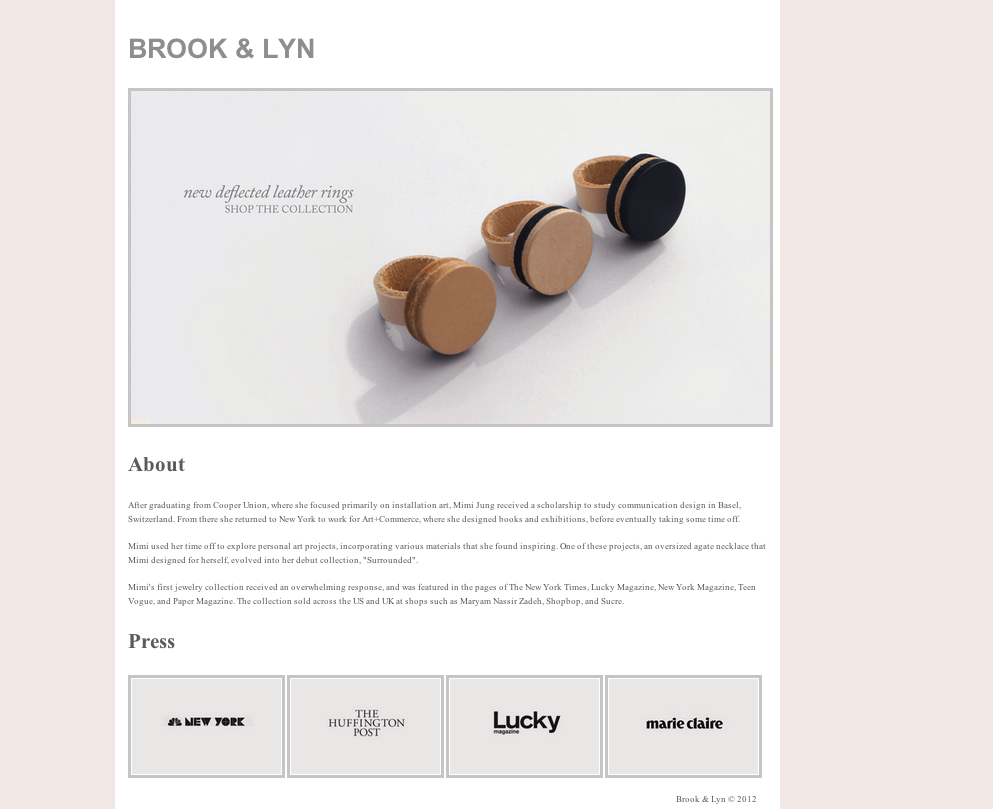 BROOK & LYN
new deflected leather rings
SHOP THE COLLECTION
About
After graduating from Cooper Union, where she focused primarily on installation art, Mimi Jung received a scholarship to study communication design in Basel,
Switzerland. From there she returned to New York to work for Art+Commerce, where she designed books and exhibitions, before eventually taking some time off.
Mimi used her time off to explore personal art projects, incorporating various materials that she found inspiring. One of these projects, an oversized agate necklace that
Mimi designed for herself, evolved into her debut collection, "Surrounded".
Mimi's first jewelry collection received an overwhelming response, and was featured in the pages of The New York Times, Lucky Magazine, New York Magazine, Teen
Vogue, and Paper Magazine. The collection sold across the US and UK at shops such as Maryam Nassir Zadeh, Shopbop, and Sucre.
Press
NEW YORK
THE
HUFFINGTON
POST
Lucky
magazine
marie claire
Brook & Lyn © 2012